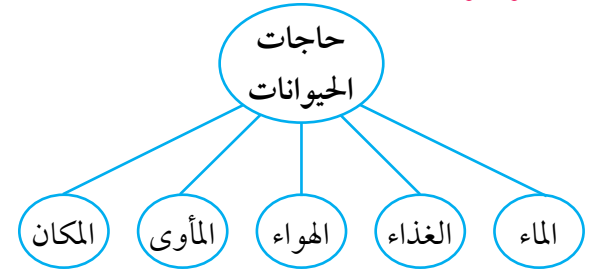 حاجات
الحيوانات
الماء
الغذاء
الهواء
المأوى
المكان